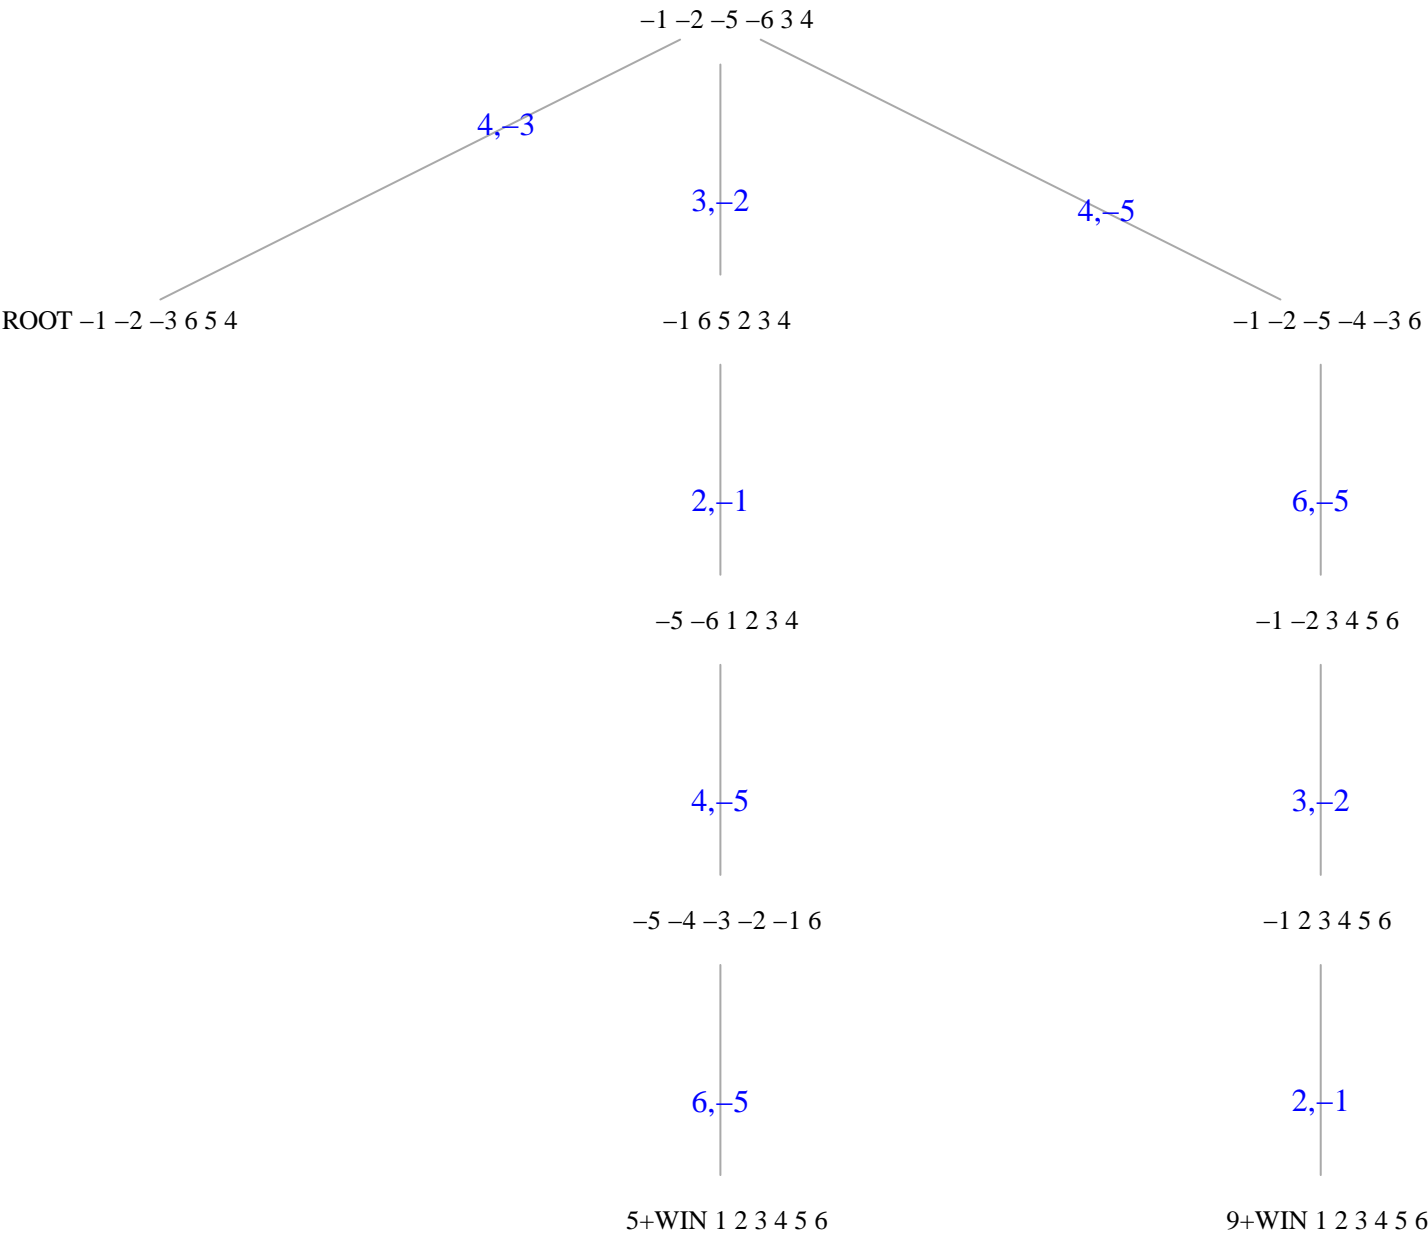 –1 –2 –5 –6 3 4
4,–3
3,–2
4,–5
ROOT –1 –2 –3 6 5 4
–1 6 5 2 3 4
–1 –2 –5 –4 –3 6
2,–1
6,–5
–5 –6 1 2 3 4
–1 –2 3 4 5 6
4,–5
3,–2
–5 –4 –3 –2 –1 6
–1 2 3 4 5 6
6,–5
2,–1
5+WIN 1 2 3 4 5 6
9+WIN 1 2 3 4 5 6